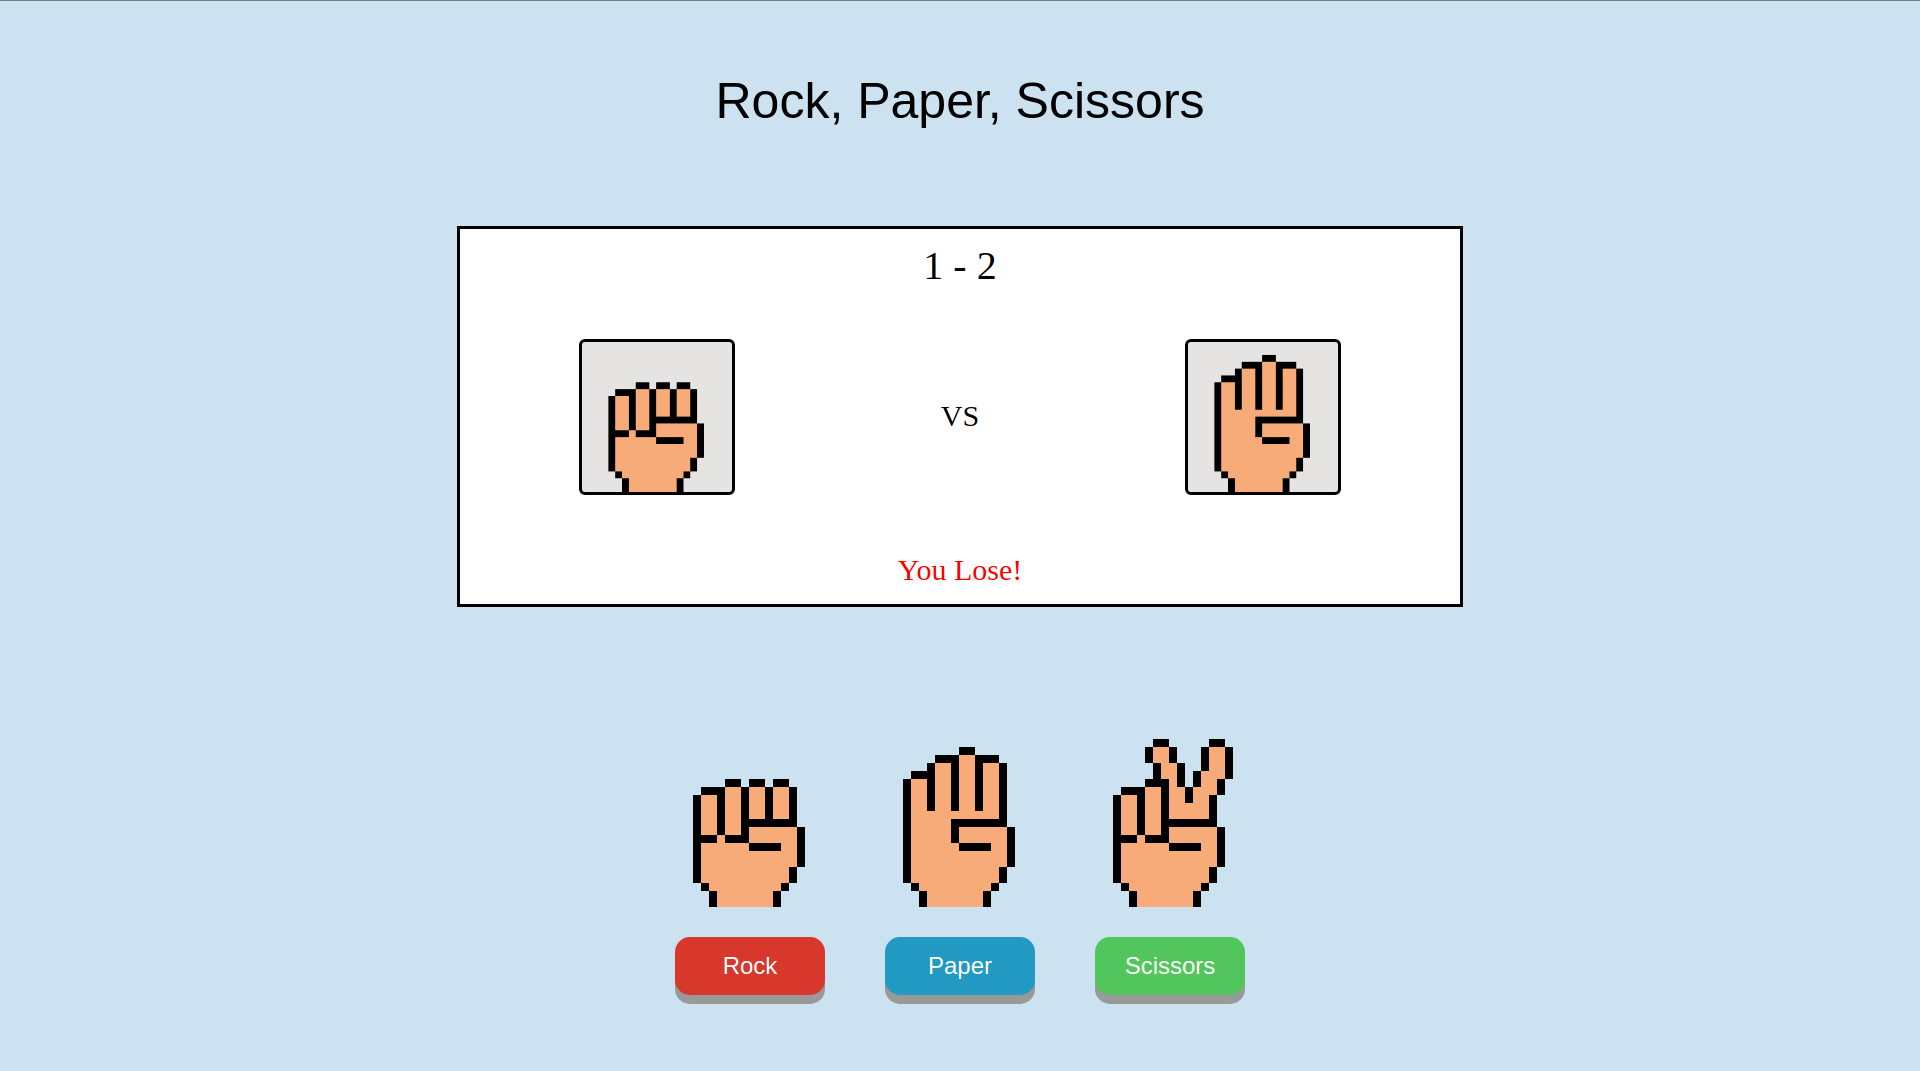 Rock, Paper, Scissors
1 - 2
VS
You Lose!
Rock
Paper
Scissors